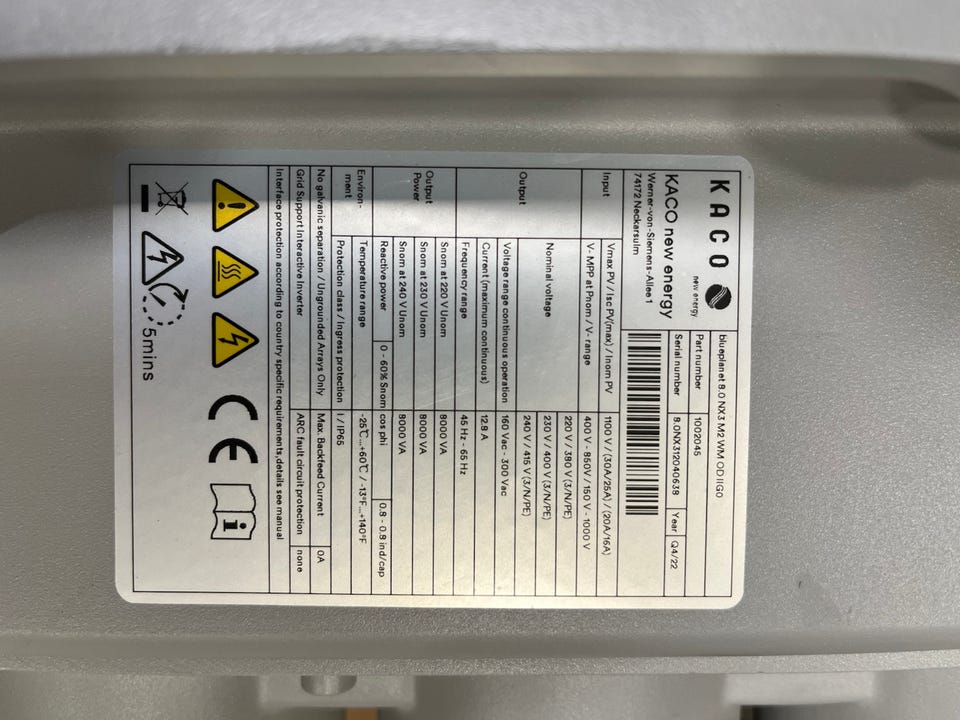 KACO
new energy.
KACO new energy
Werner-von-Siemens-Allee 1
74172 Neckarsulm
blueplanet 8.0 NX3 M2 WM OD IIG0
Part number 1002045
Serial number 8.0NX312040638 Year Q4/22
Input Vmax PV / Isc PV(max) / Inom PV 1100 V / (30A/25A) / (20A/16A)
V- MPP at Pnom / V- range 400 V - 850V / 150 V - 1000 V
Output Nominal voltage 220 V / 380 V (3/N/PE)
230 V / 400 V (3/N/PE)
240 V / 415 V (3/N/PE)
Voltage range continuous operation 160 Vac - 300 Vac
Current (maximum continuous) 12.8 A
Frequency range 45 Hz - 65 Hz
Output Power Snom at 220 V Unom 8000 VA
Snom at 230 V Unom 8000 VA
Snom at 240 V Unom 8000 VA
Reactive power 0 - 60% Snom cos phi 0.8 - 0.8 ind/cap
Environ-ment Temperature range -25℃...+60℃ / -13°F...+140°F
Protection class / Ingress protection I / IP65
No galvanic separation / Ungrounded Arrays Only Max. Backfeed Current 0A
Grid Support Interactive Inverter ARC fault circuit protection none
Interface protection according to country specific requirements,details see manual
CE
i
5mins